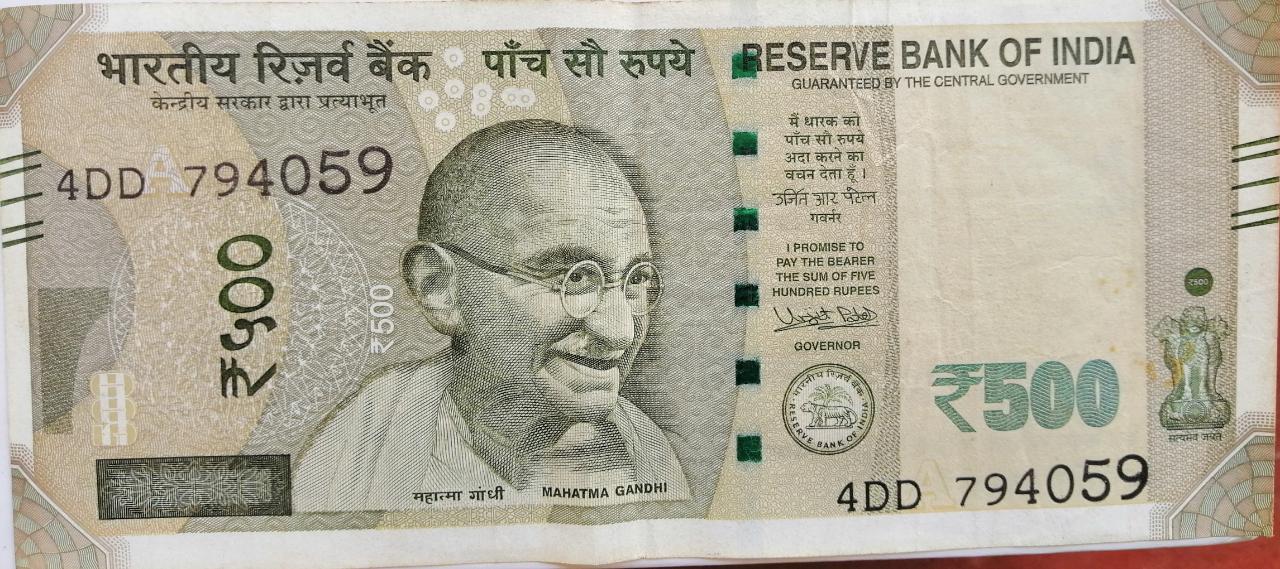 भारतीय रिज़र्व बैंक
केन्द्रीय सरकार द्वारा प्रत्याभूत
पाँच सौ रुपये
RESERVE BANK OF INDIA
GUARANTEED BY THE CENTRAL GOVERNMENT
4DD A 794059
₹५००
₹500
मैं धारक को
पाँच सौ रुपये
अदा करने का
वचन देता हूँ ।
उर्जित आर पटेल
गवर्नर
I PROMISE TO
PAY THE BEARER
THE SUM OF FIVE
HUNDRED RUPEES
Urjit Patel
GOVERNOR
भारतीय रिज़र्व बैंक
RESERVE BANK OF INDIA
₹500
₹500
सत्यमेव जयते
महात्मा गांधी
MAHATMA GANDHI
4DD A 794059